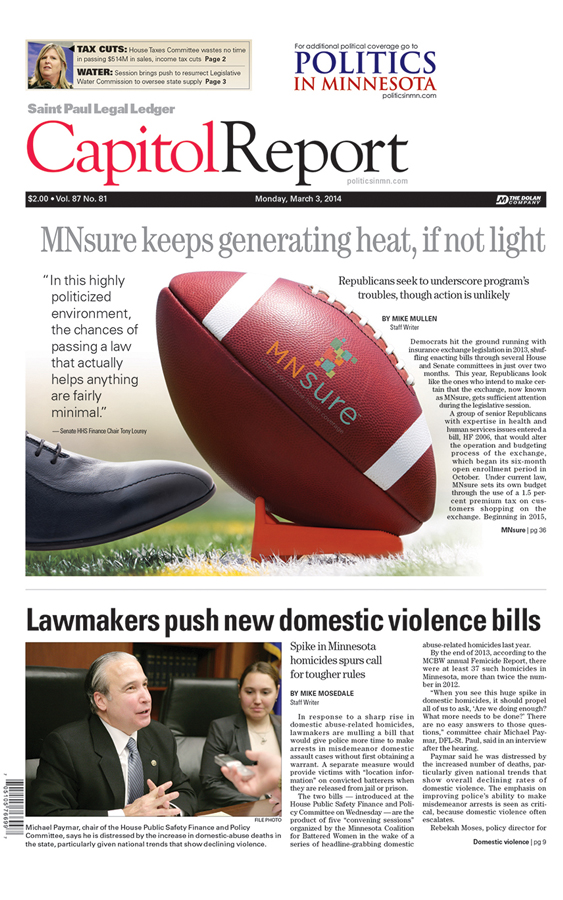 TAX CUTS: House Taxes Committee wastes no time
in passing $514M in sales, income tax cuts Page 2
WATER: Session brings push to resurrect Legislative
Water Commission to oversee state supply Page 3
For additional political coverage go to
POLITICS
IN MINNESOTA
politicsinmn.com
Saint Paul Legal Ledger
Capitol Report
politicsinmn.com
$2.00 • Vol. 87 No. 81
Monday, March 3, 2014
THE DOLAN
COMPANY
MNsure keeps generating heat, if not light
“In this highly
politicized
environment,
the chances of
passing a law
that actually
helps anything
are fairly
minimal.”
— Senate HHS Finance Chair Tony Lourey
MNsure
Republicans seek to underscore program’s
troubles, though action is unlikely
BY MIKE MULLEN
Staff Writer
Democrats hit the ground running with
insurance exchange legislation in 2013, shuf-
fling enacting bills through several House
and Senate committees in just over two
months. This year, Republicans look
like the ones who intend to make cer-
tain that the exchange, now known
as MNsure, gets sufficient attention
during the legislative session.
A group of senior Republicans
with expertise in health and
human services issues entered a
bill, HF 2006, that would alter
the operation and budgeting
process of the exchange,
which began its six-month
open enrollment period in
October. Under current law,
MNsure sets its own budget
through the use of a 1.5 per-
cent premium tax on cus-
tomers shopping on the
exchange. Beginning in 2015,
MNsure | pg 36
Lawmakers push new domestic violence bills
FILE PHOTO
Michael Paymar, chair of the House Public Safety Finance and Policy
Committee, says he is distressed by the increase in domestic-abuse deaths in
the state, particularly given national trends that show declining violence.
Spike in Minnesota
homicides spurs call
for tougher rules
BY MIKE MOSEDALE
Staff Writer
In response to a sharp rise in
domestic abuse-related homicides,
lawmakers are mulling a bill that
would give police more time to make
arrests in misdemeanor domestic
assault cases without first obtaining a
warrant. A separate measure would
provide victims with “location infor-
mation” on convicted batterers when
they are released from jail or prison.
The two bills — introduced at the
House Public Safety Finance and Poli-
cy Committee on Wednesday — are the
product of five “convening sessions”
organized by the Minnesota Coalition
for Battered Women in the wake of a
series of headline-grabbing domestic
abuse-related homicides last year.
By the end of 2013, according to the
MCBW annual Femicide Report, there
were at least 37 such homicides in
Minnesota, more than twice the num-
ber in 2012.
“When you see this huge spike in
domestic homicides, it should propel
all of us to ask, ‘Are we doing enough?
What more needs to be done?’ There
are no easy answers to those ques-
tions,” committee chair Michael Pay-
mar, DFL-St. Paul, said in an interview
after the hearing.
Paymar said he was distressed by
the increased number of deaths, par-
ticularly given national trends that
show overall declining rates of
domestic violence. The emphasis on
improving police’s ability to make
misdemeanor arrests is seen as criti-
cal, because domestic violence often
escalates.
Rebekah Moses, policy director for
Domestic violence | pg 9